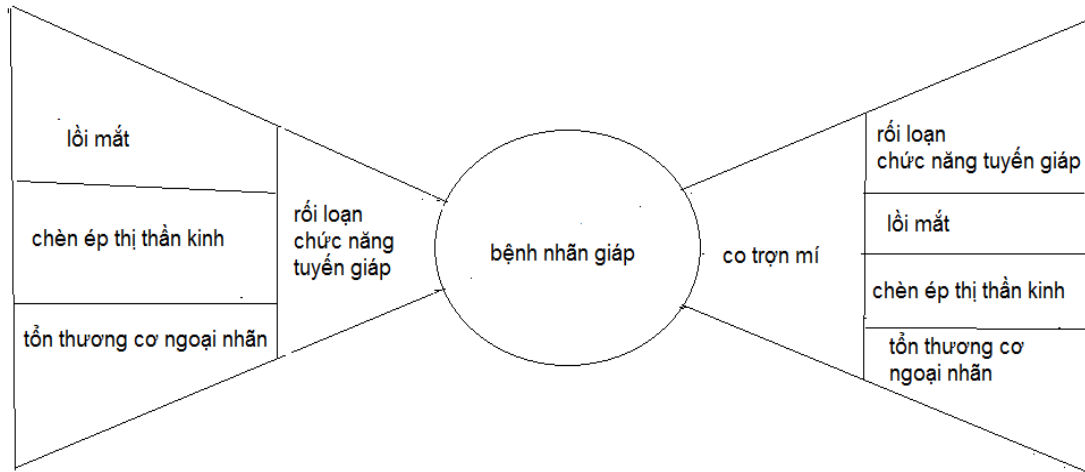 lồi mắt
chèn ép thị thần kinh
tổn thương cơ ngoại nhãn
rối loạn
chức năng
tuyến giáp
bệnh nhãn giáp
co trợn mí
rối loạn
chức năng tuyến giáp
lồi mắt
chèn ép thị thần kinh
tổn thương cơ
ngoại nhãn